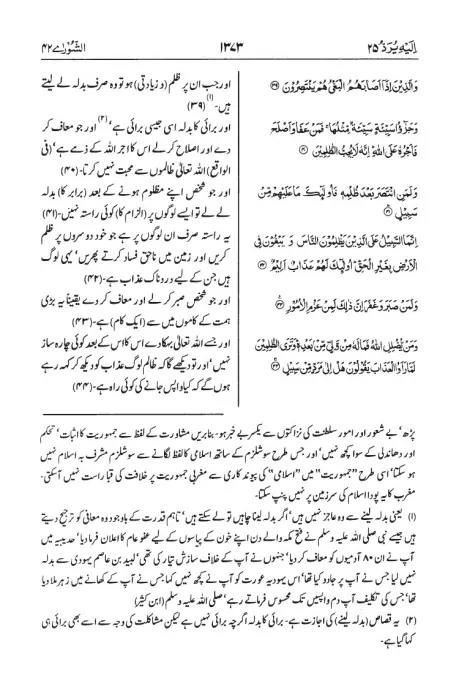 اِلَیْهِ یُرَدُّ ۲۵
۱۳۷۳
الشُّورٰى ۴۲
وَالَّذِيْنَ اِذَآ اَصَابَهُمُ الْبَغْيُ هُمْ يَنْتَصِرُوْنَ ۳۹
وَجَزٰٓؤُا سَيِّئَةٍ سَيِّئَةٌ مِّثْلُهَا ۚ فَمَنْ عَفَا وَاَصْلَحَ
فَاَجْرُهٗ عَلَى اللّٰهِ ۭ اِنَّهٗ لَا يُحِبُّ الظّٰلِمِيْنَ ۴۰
وَلَمَنِ انْتَصَرَ بَعْدَ ظُلْمِهٖ فَاُولٰٓئِكَ مَا عَلَيْهِمْ مِّنْ
سَبِيْلٍ ۴۱
اِنَّمَا السَّبِيْلُ عَلَى الَّذِيْنَ يَظْلِمُوْنَ النَّاسَ وَيَبْغُوْنَ فِي
الْاَرْضِ بِغَيْرِ الْحَقِّ ۭ اُولٰٓئِكَ لَهُمْ عَذَابٌ اَلِيْمٌ ۴۲
وَلَمَنْ صَبَرَ وَغَفَرَ اِنَّ ذٰلِكَ لَمِنْ عَزْمِ الْاُمُوْرِ ۴۳
وَمَنْ يُّضْلِلِ اللّٰهُ فَمَا لَهٗ مِنْ وَّلِيٍّ مِّنْۢ بَعْدِهٖ ۭ وَتَرَى الظّٰلِمِيْنَ
لَمَّا رَاَوُا الْعَذَابَ يَقُوْلُوْنَ هَلْ اِلٰى مَرَدٍّ مِّنْ سَبِيْلٍ ۴۴
اور جب ان پر ظلم (و زیادتی) ہو تو وہ صرف بدلہ لے لیتے
ہیں۔(۱) (۳۹)
اور برائی کا بدلہ اسی جیسی برائی ہے'(۲) اور جو معاف کر
دے اور اصلاح کر لے اس کا اجر اللہ کے ذمے ہے' (فی
الواقع) اللہ تعالیٰ ظالموں سے محبت نہیں کرتا۔ (۴۰)
اور جو شخص اپنے مظلوم ہونے کے بعد (برابر کا) بدلہ
لے لے تو ایسے لوگوں پر (الزام کا) کوئی راستہ نہیں۔ (۴۱)
یہ راستہ صرف ان لوگوں پر ہے جو خود دوسروں پر ظلم
کریں اور زمین میں ناحق فساد کرتے پھریں' یہی لوگ
ہیں جن کے لیے دردناک عذاب ہے۔ (۴۲)
اور جو شخص صبر کر لے اور معاف کر دے یقیناً یہ بڑی
ہمت کے کاموں میں سے (ایک کام) ہے۔ (۴۳)
اور جسے اللہ تعالیٰ بہکا دے اس کا اس کے بعد کوئی چارہ ساز
نہیں' اور تو دیکھے گا کہ ظالم لوگ عذاب کو دیکھ کر کہہ رہے
ہوں گے کہ کیا واپس جانے کی کوئی راہ ہے۔ (۴۴)
پڑھ' بے شعور اور امور سلطنت کی نزاکتوں سے یکسر بے خبر ہو۔ بنابریں مشاورت کے لفظ سے جمہوریت کا اثبات' تحکم
اور دھاندلی کے سوا کچھ نہیں' اور جس طرح سوشلزم کے ساتھ اسلامی کا لفظ لگانے سے سوشلزم مشرف بہ اسلام نہیں
ہو سکتا' اسی طرح "جمہوریت" میں "اسلامی" کی پیوند کاری سے مغربی جمہوریت پر خلافت کی قبا راست نہیں آ سکتی۔
مغرب کا یہ پودا اسلام کی سرزمین پر نہیں پنپ سکتا۔
(۱) یعنی بدلہ لینے سے وہ عاجز نہیں ہیں' اگر بدلہ لینا چاہیں تو لے سکتے ہیں' تاہم قدرت کے باوجود وہ معافی کو ترجیح دیتے
ہیں جیسے نبی صلی اللہ علیہ وسلم نے فتح مکہ والے دن اپنے خون کے پیاسوں کے لیے عفو عام کا اعلان فرما دیا' حدیبیہ میں
آپ نے ان ۸۰ آدمیوں کو معاف کر دیا' جنہوں نے آپ کے خلاف سازش تیار کی تھی' لبید بن عاصم یہودی سے بدلہ
نہیں لیا جس نے آپ پر جادو کیا تھا' اس یہودیہ عورت کو آپ نے کچھ نہیں کہا جس نے آپ کے کھانے میں زہر ملا دیا
تھا' جس کی تکلیف آپ دم واپسیں تک محسوس فرماتے رہے' صلی اللہ علیہ وسلم (ابن کثیر)
(۲) یہ قصاص (بدلہ لینے) کی اجازت ہے۔ برائی کا بدلہ اگرچہ برائی نہیں ہے لیکن مشاکلت کی وجہ سے اسے بھی برائی ہی
کہا گیا ہے۔